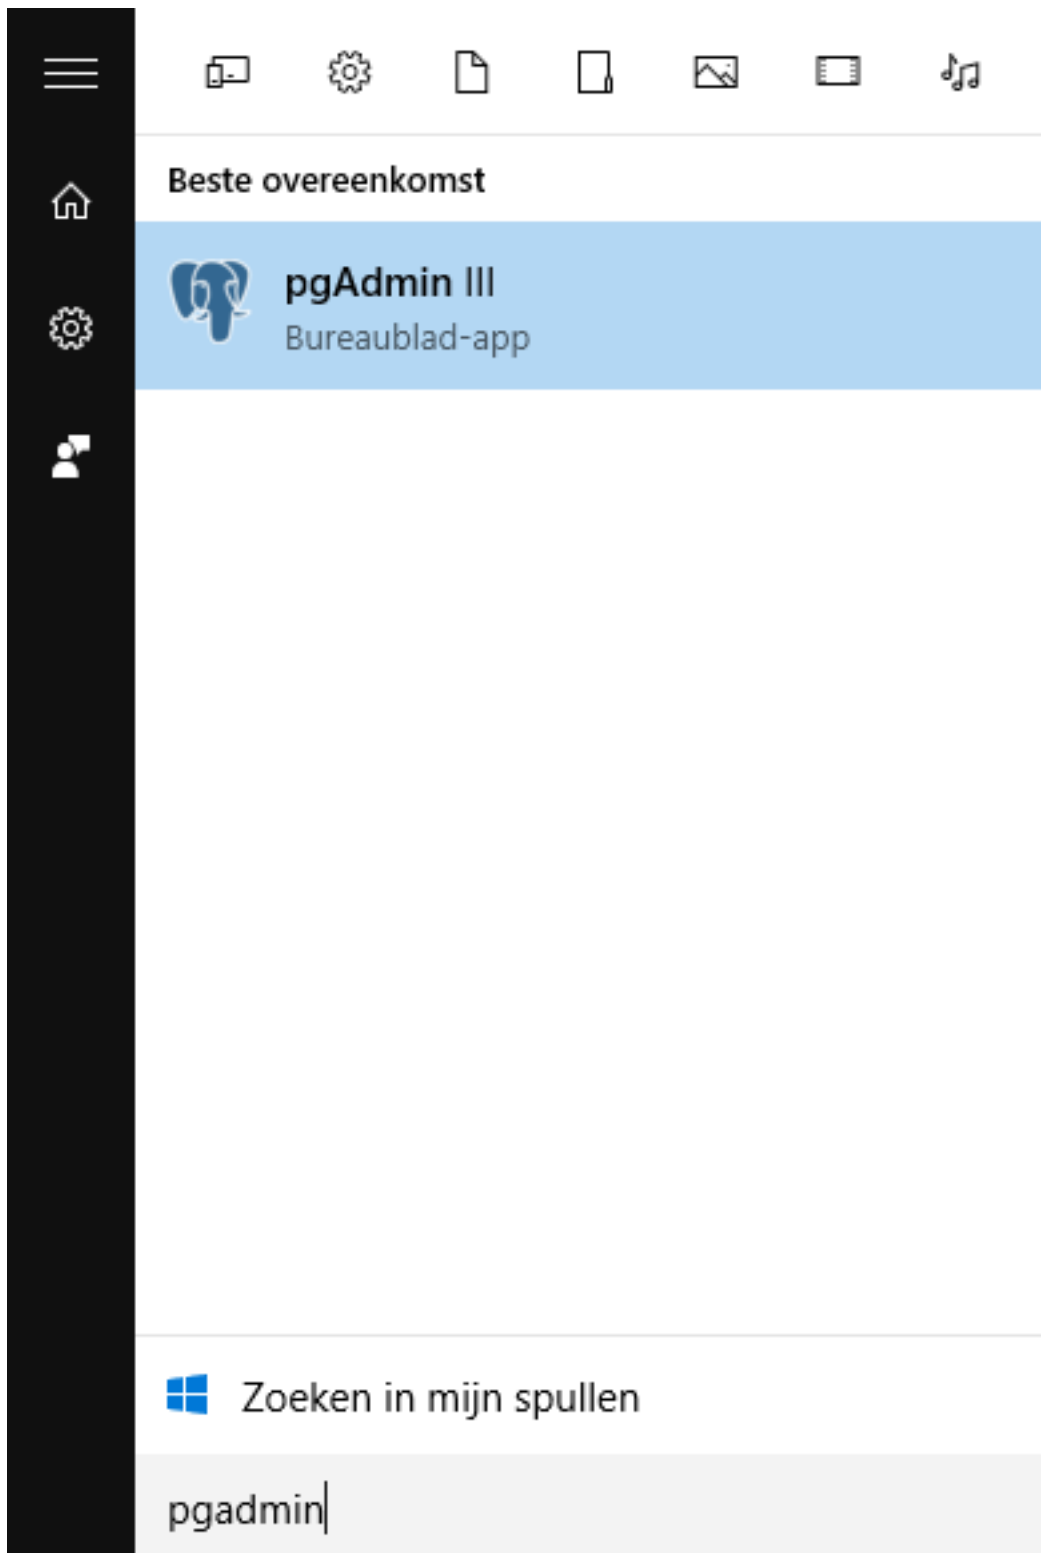 Beste overeenkomst
pgAdmin III
Bureaublad-app
Zoeken in mijn spullen
pgadmin